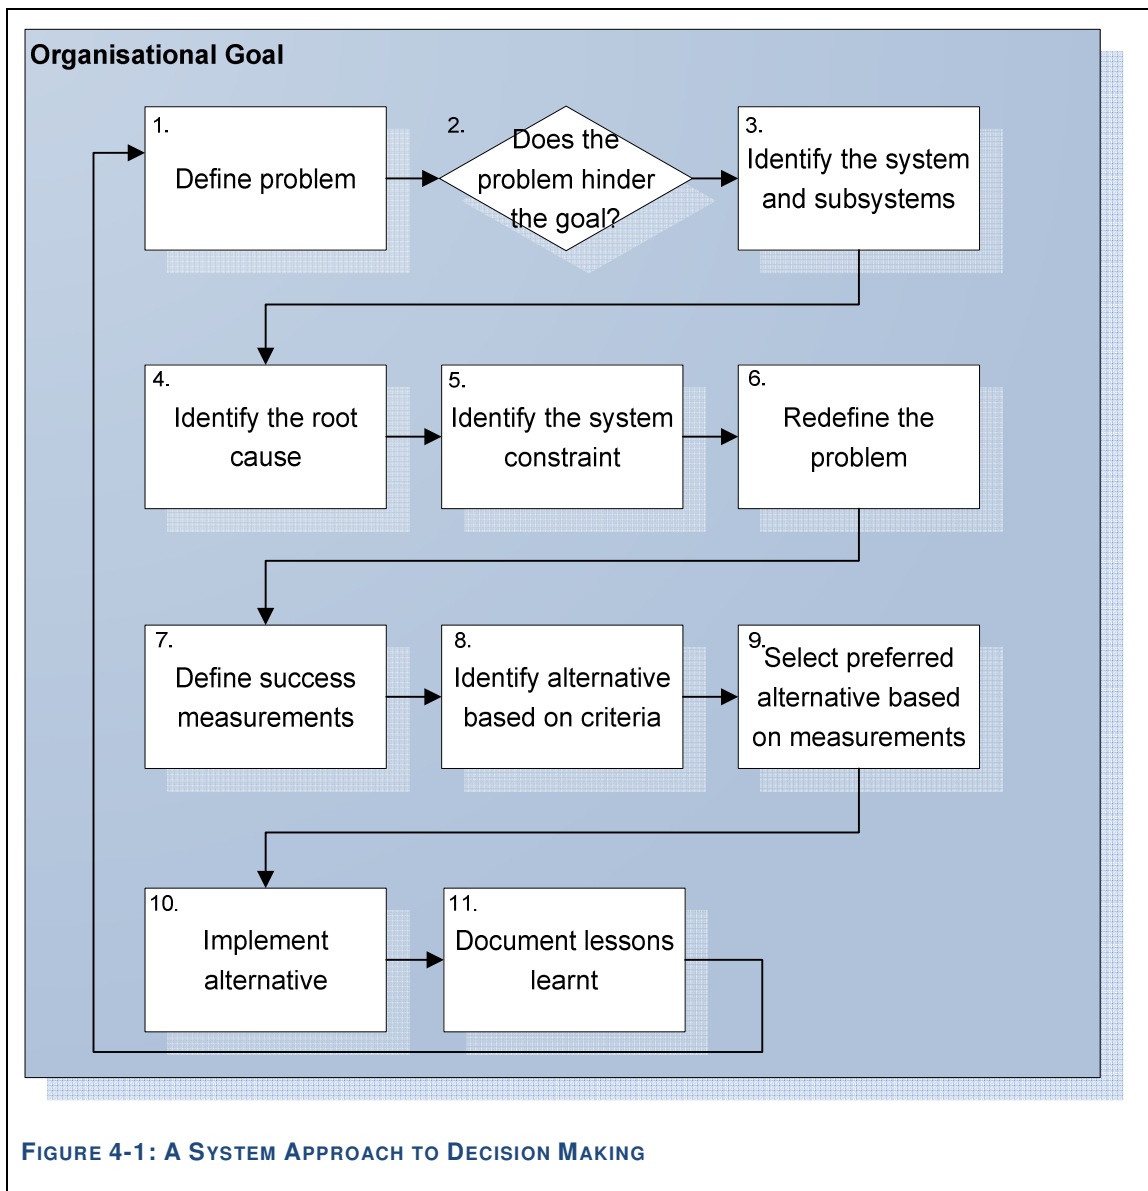 Organisational Goal
1.
Define problem
2.
Does the
problem hinder
the goal?
3.
Identify the system
and subsystems
4.
Identify the root
cause
5.
Identify the system
constraint
6.
Redefine the
problem
7.
Define success
measurements
8.
Identify alternative
based on criteria
9.
Select preferred
alternative based
on measurements
10.
Implement
alternative
11.
Document lessons
learnt
FIGURE 4-1: A SYSTEM APPROACH TO DECISION MAKING